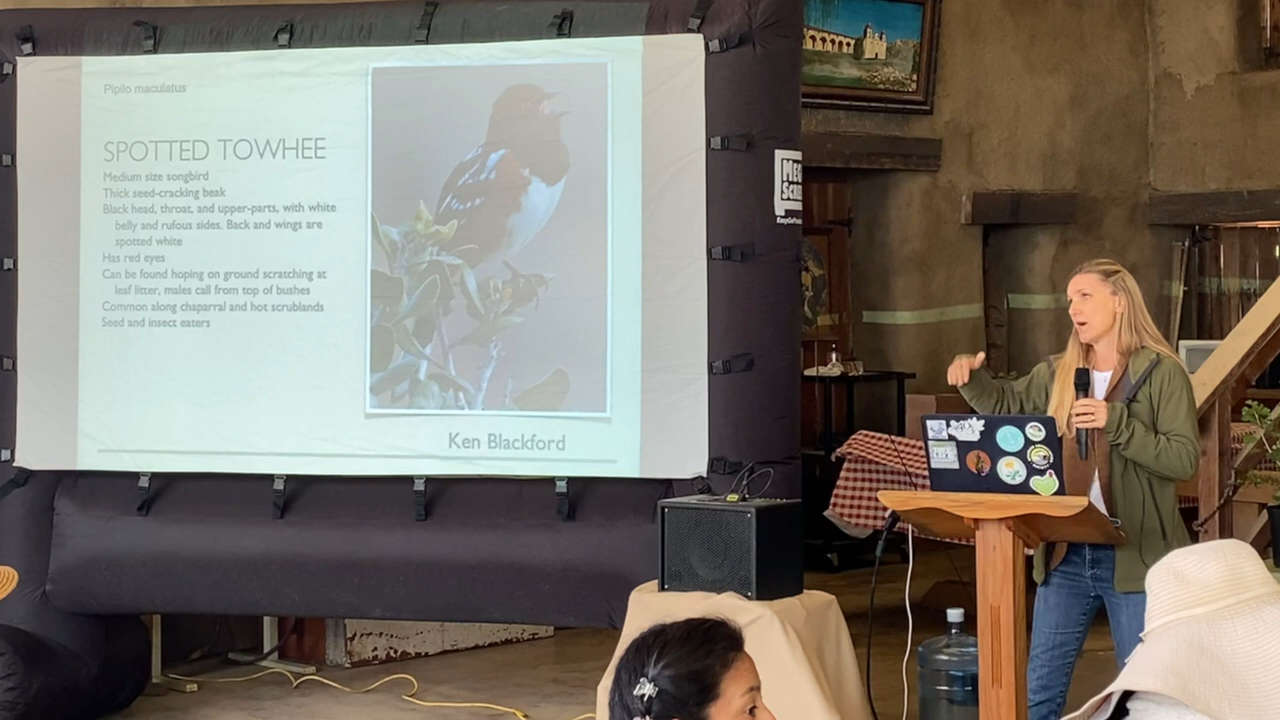 Pipilo maculatus
SPOTTED TOWHEE
Medium size songbird
Thick seed-cracking beak
Black head, throat, and upper-parts, with white
belly and rufous sides. Back and wings are
spotted white
Has red eyes
Can be found hoping on ground scratching at
leaf litter, males call from top of bushes
Common along chaparral and hot scrublands
Seed and insect eaters
Ken Blackford